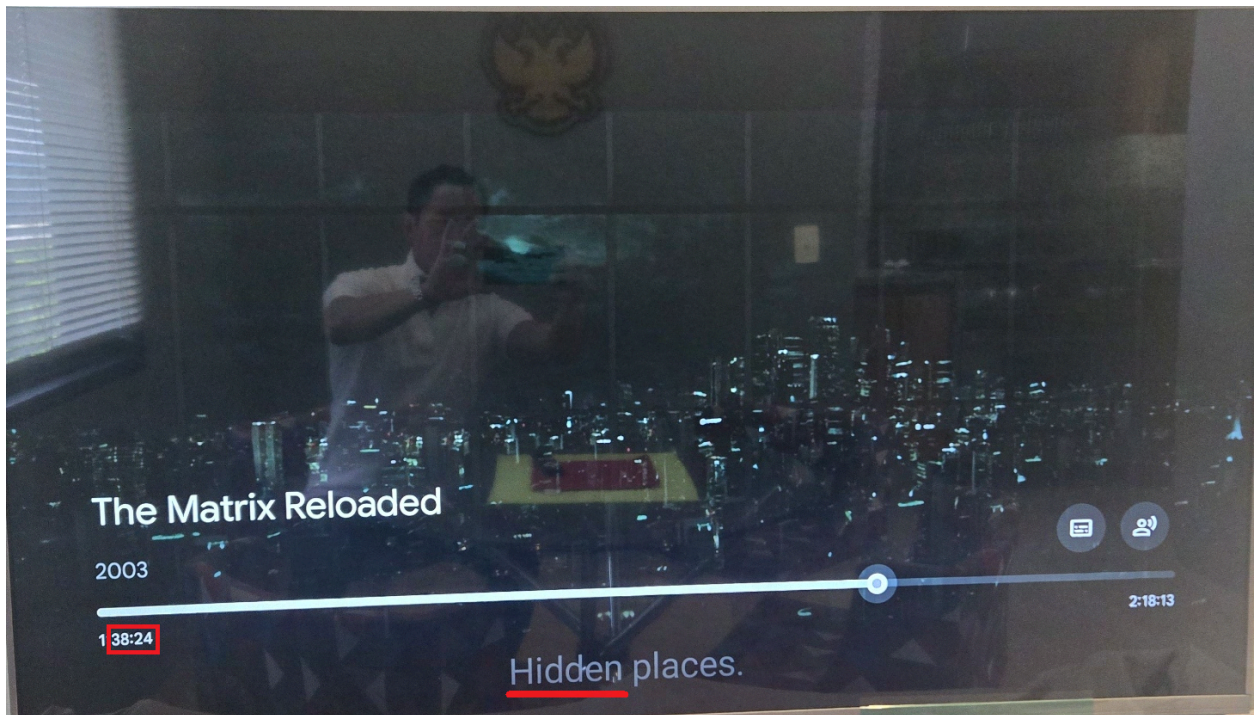 The Matrix Reloaded
2003
1:38:24
2:18:13
Hidden places.